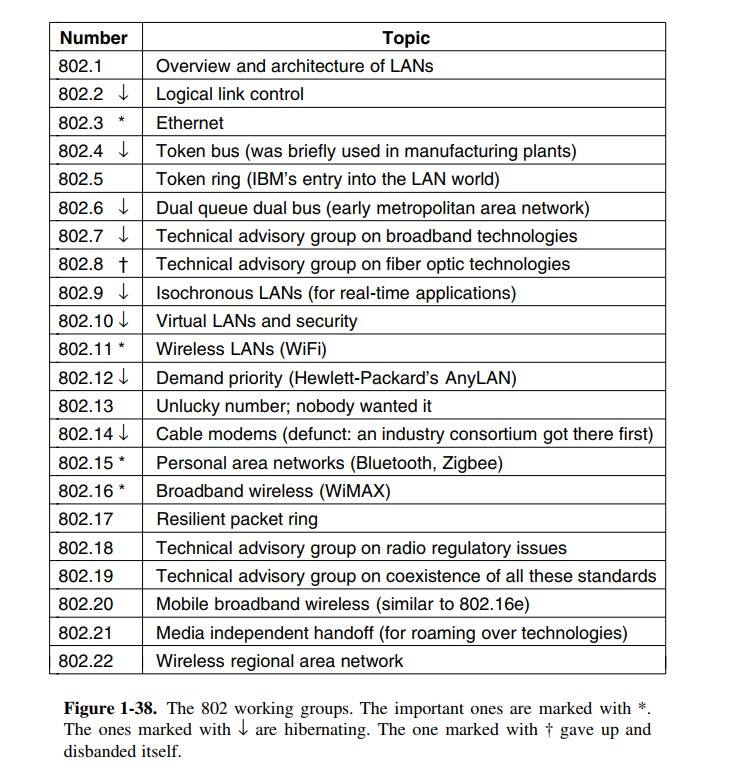 Number Topic
802.1 Overview and architecture of LANs
802.2 ↓ Logical link control
802.3 * Ethernet
802.4 ↓ Token bus (was briefly used in manufacturing plants)
802.5 Token ring (IBM's entry into the LAN world)
802.6 ↓ Dual queue dual bus (early metropolitan area network)
802.7 ↓ Technical advisory group on broadband technologies
802.8 † Technical advisory group on fiber optic technologies
802.9 ↓ Isochronous LANs (for real-time applications)
802.10 ↓ Virtual LANs and security
802.11 * Wireless LANs (WiFi)
802.12 ↓ Demand priority (Hewlett-Packard's AnyLAN)
802.13 Unlucky number; nobody wanted it
802.14 ↓ Cable modems (defunct: an industry consortium got there first)
802.15 * Personal area networks (Bluetooth, Zigbee)
802.16 * Broadband wireless (WiMAX)
802.17 Resilient packet ring
802.18 Technical advisory group on radio regulatory issues
802.19 Technical advisory group on coexistence of all these standards
802.20 Mobile broadband wireless (similar to 802.16e)
802.21 Media independent handoff (for roaming over technologies)
802.22 Wireless regional area network
Figure 1-38. The 802 working groups. The important ones are marked with *.
The ones marked with ↓ are hibernating. The one marked with † gave up and
disbanded itself.